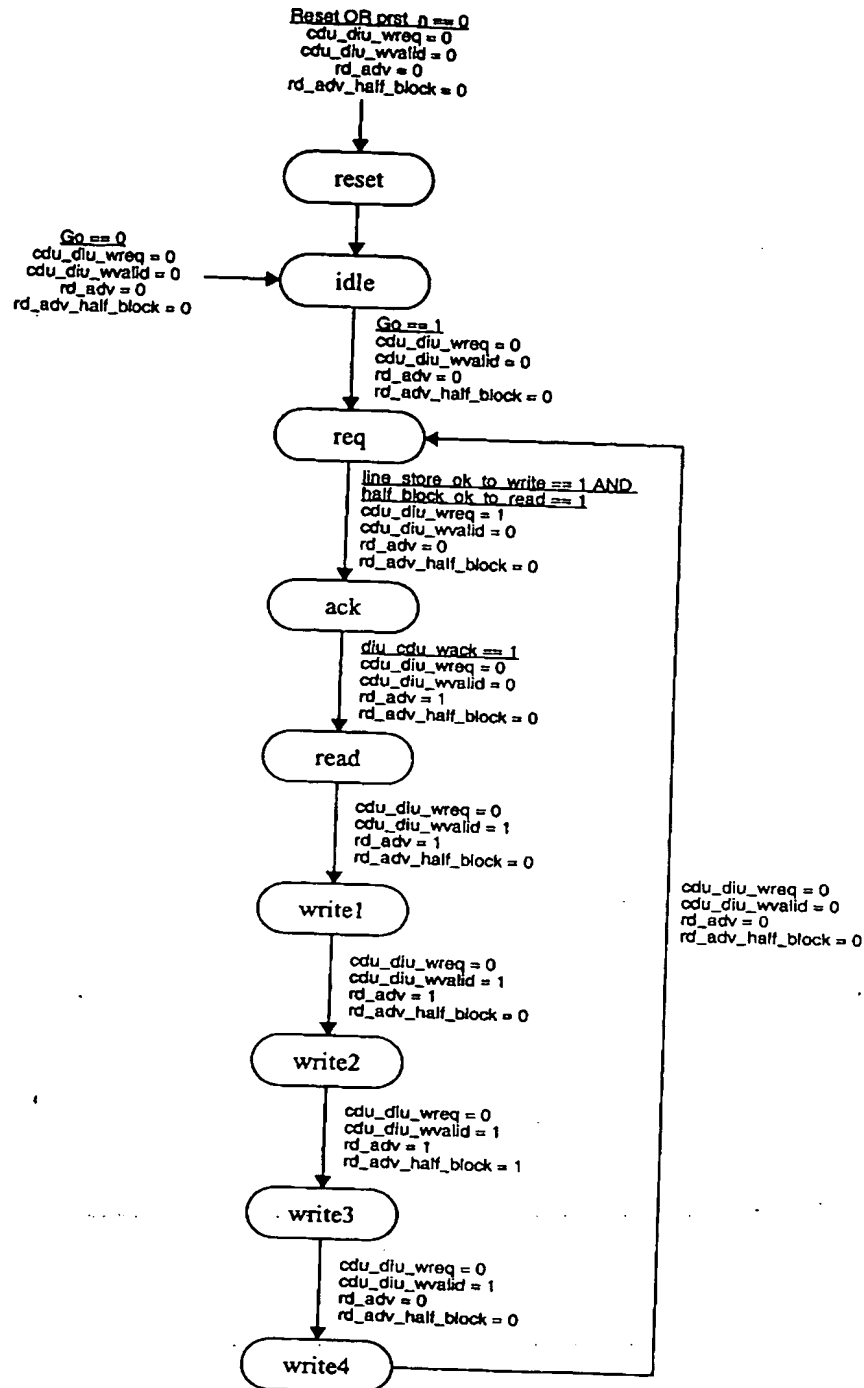 Reset OR prst_n == 0
cdu_diu_wreq = 0
cdu_diu_wvalid = 0
rd_adv = 0
rd_adv_half_block = 0
reset
Go == 0
cdu_diu_wreq = 0
cdu_diu_wvalid = 0
rd_adv = 0
rd_adv_half_block = 0
idle
Go == 1
cdu_diu_wreq = 0
cdu_diu_wvalid = 0
rd_adv = 0
rd_adv_half_block = 0
req
line_store_ok_to_write == 1 AND
half_block_ok_to_read == 1
cdu_diu_wreq = 1
cdu_diu_wvalid = 0
rd_adv = 0
rd_adv_half_block = 0
ack
diu_cdu_wack == 1
cdu_diu_wreq = 0
cdu_diu_wvalid = 0
rd_adv = 1
rd_adv_half_block = 0
read
cdu_diu_wreq = 0
cdu_diu_wvalid = 1
rd_adv = 1
rd_adv_half_block = 0
write1
cdu_diu_wreq = 0
cdu_diu_wvalid = 1
rd_adv = 1
rd_adv_half_block = 0
write2
cdu_diu_wreq = 0
cdu_diu_wvalid = 1
rd_adv = 1
rd_adv_half_block = 1
write3
cdu_diu_wreq = 0
cdu_diu_wvalid = 1
rd_adv = 0
rd_adv_half_block = 0
write4
cdu_diu_wreq = 0
cdu_diu_wvalid = 0
rd_adv = 0
rd_adv_half_block = 0